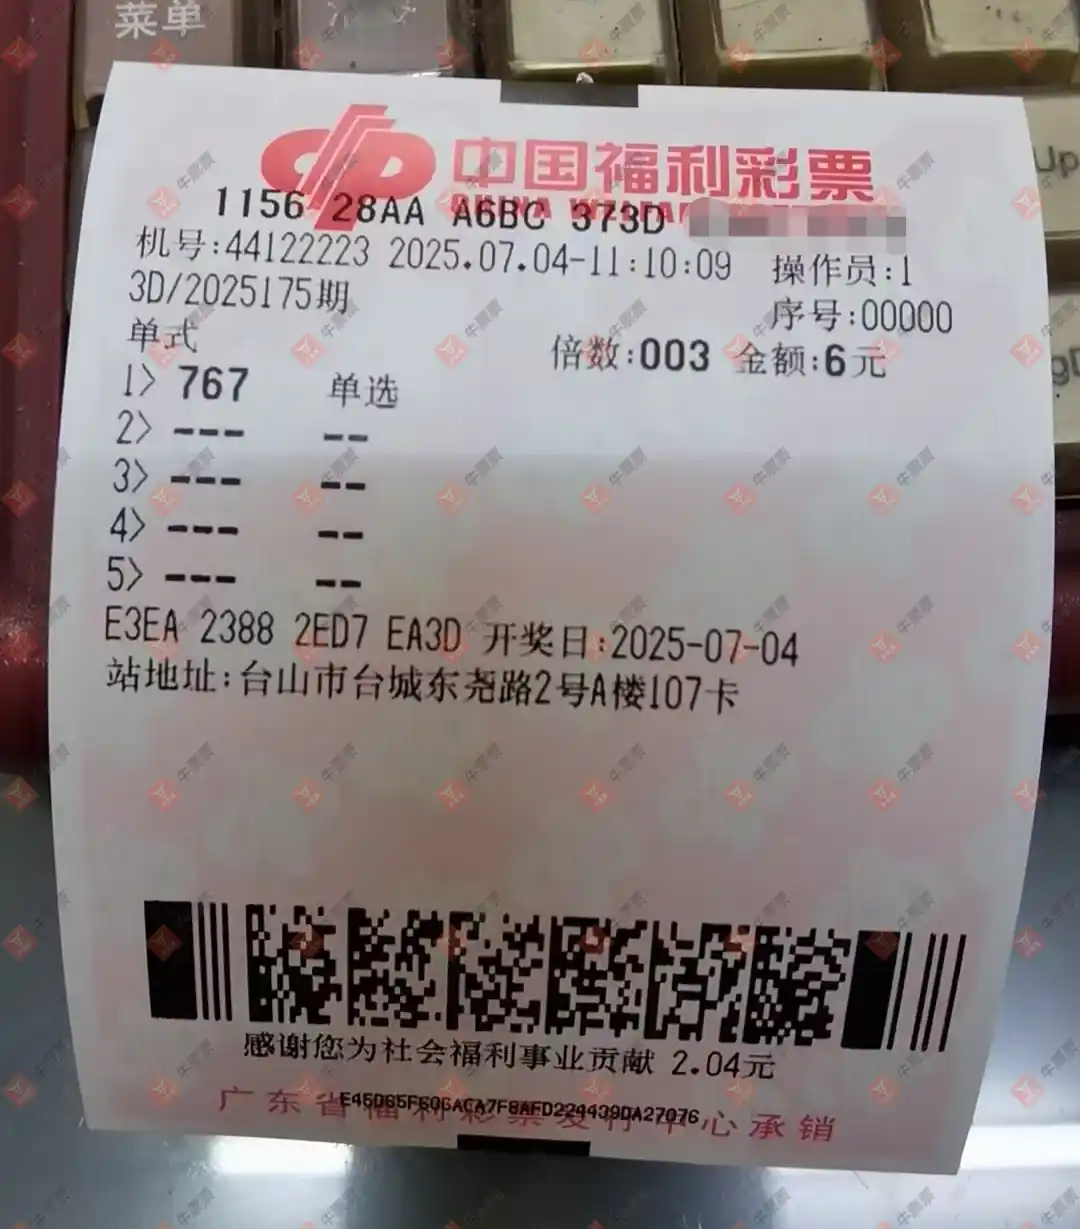 菜单
Up
中国福利彩票
1156 28AA A6BC 373D
机号:44122223 2025.07.04-11:10:09 操作员:1
3D/2025175期 序号:00000
单式 倍数:003 金额:6元
1> 767 单选
2> --- --
3> --- --
4> --- --
5> --- --
E3EA 2388 2ED7 EA3D 开奖日:2025-07-04
站地址:台山市台城东尧路2号A楼107卡
感谢您为社会福利事业贡献 2.04元
广东省福利彩票发行中心承销
牛票票